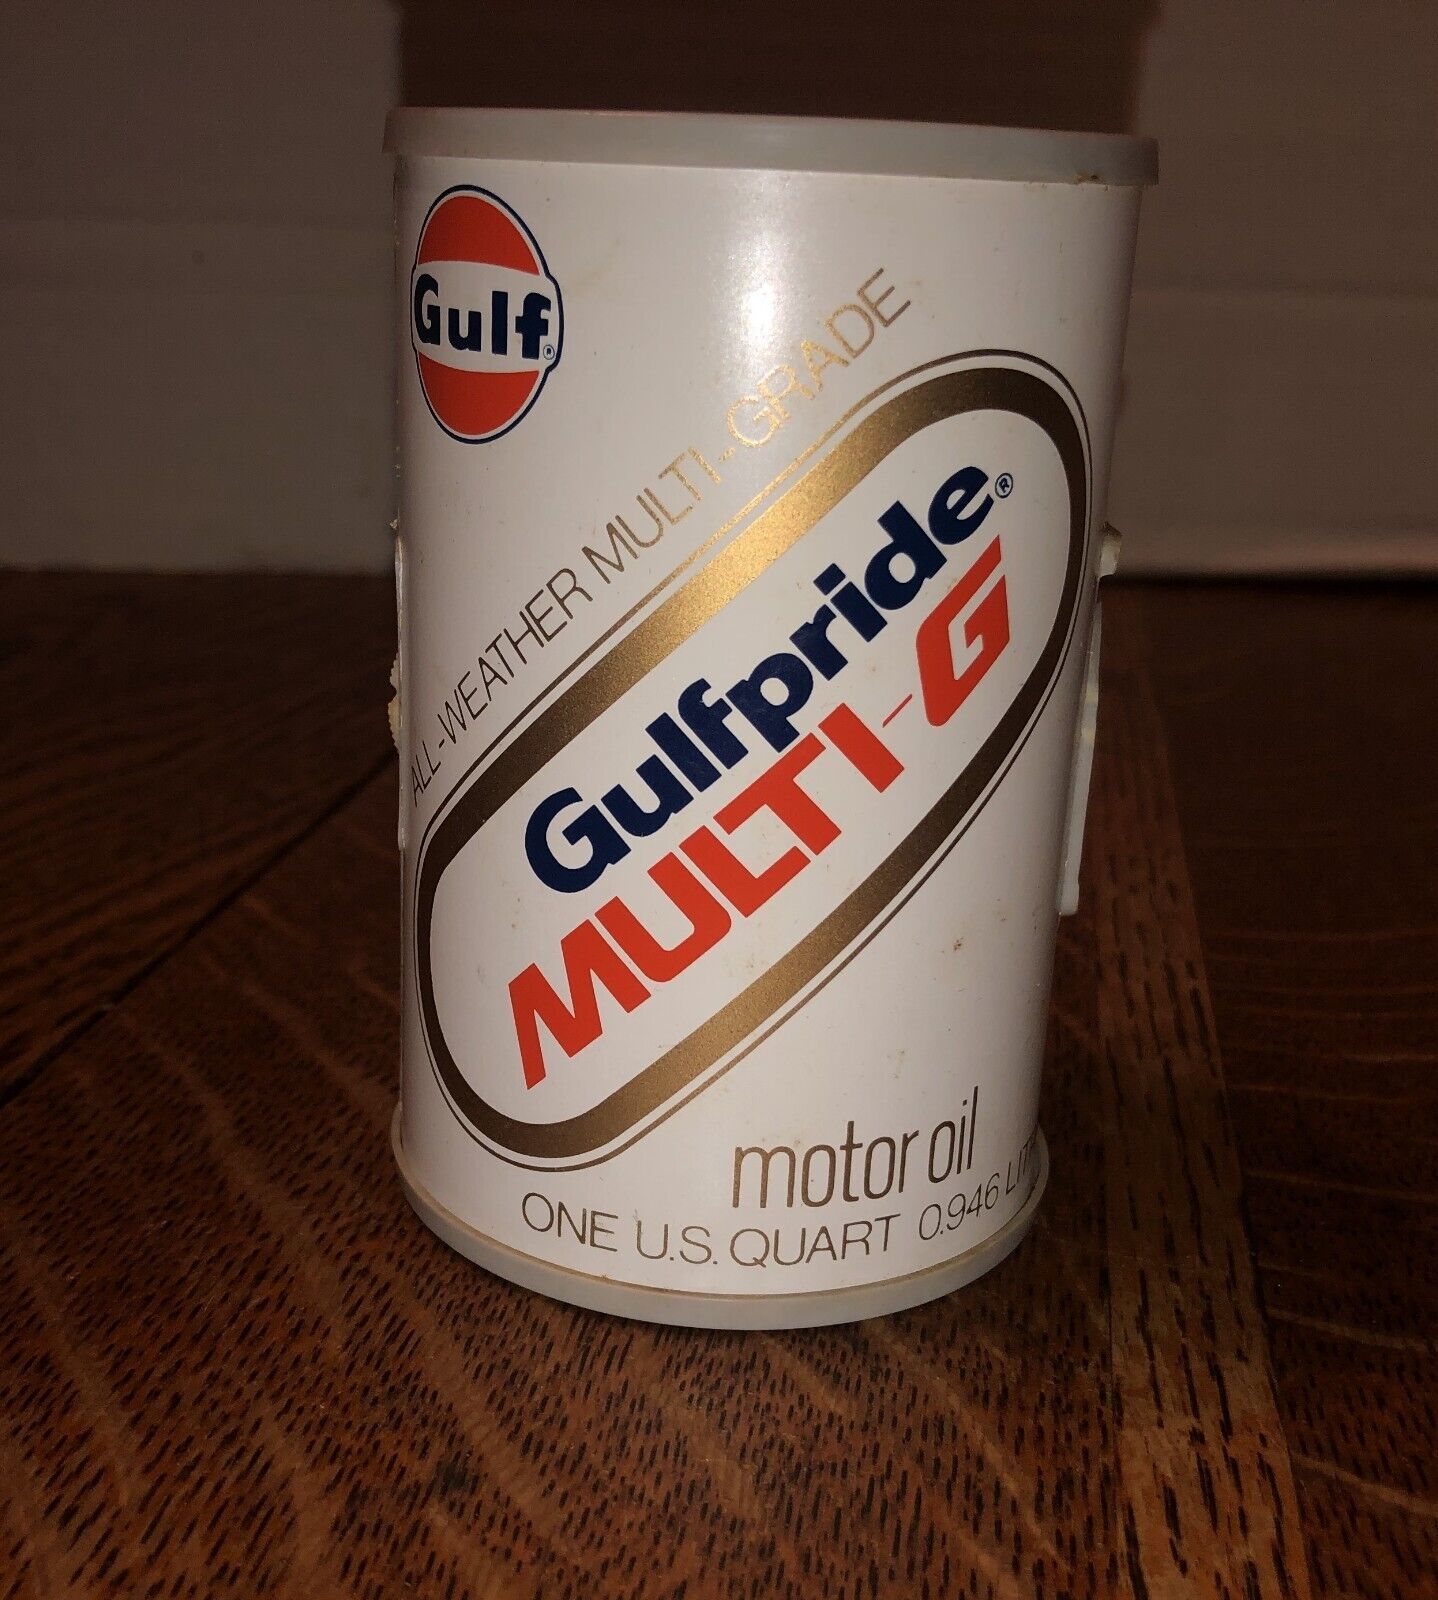 Gulf®
ALL-WEATHER MULTI-GRADE
Gulfpride®
MULTI-G
motor oil
ONE U.S. QUART 0.946